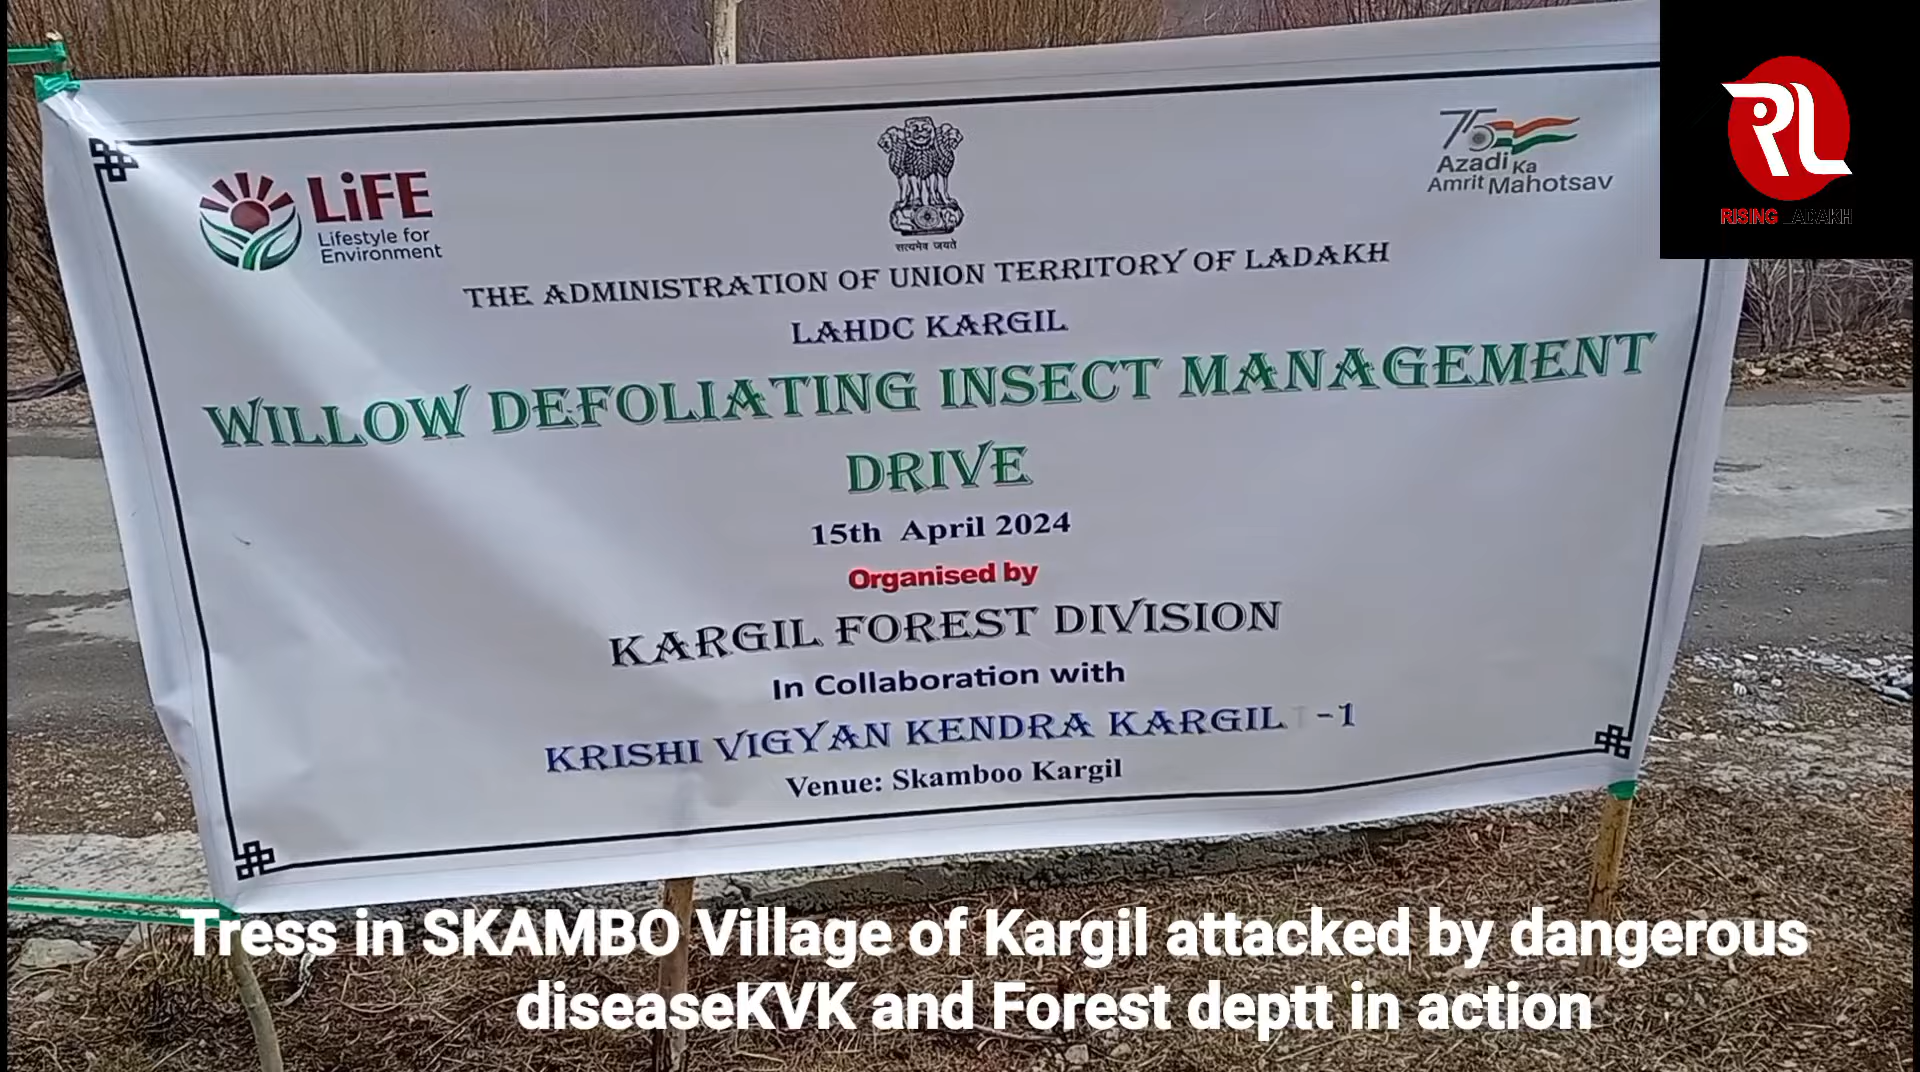 LiFE
Lifestyle for
Environment
सत्यमेव जयते
75
Azadi Ka
Amrit Mahotsav
RL
RISING LADAKH
THE ADMINISTRATION OF UNION TERRITORY OF LADAKH
LAHDC KARGIL
WILLOW DEFOLIATING INSECT MANAGEMENT
DRIVE
15th April 2024
Organised by
KARGIL FOREST DIVISION
In Collaboration with
KRISHI VIGYAN KENDRA KARGIL -1
Venue: Skamboo Kargil
Tress in SKAMBO Village of Kargil attacked by dangerous
diseaseKVK and Forest deptt in action